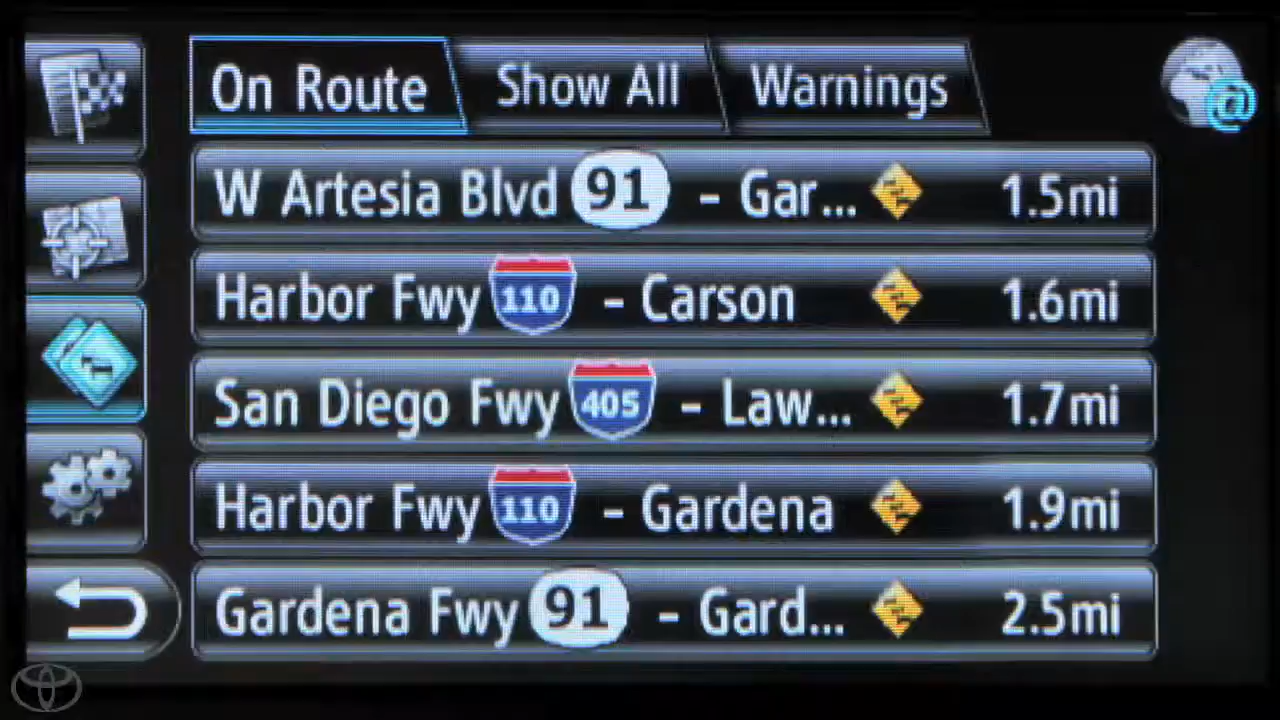 On Route Show All Warnings
W Artesia Blvd 91 - Gar... 1.5mi
Harbor Fwy 110 - Carson 1.6mi
San Diego Fwy 405 - Law... 1.7mi
Harbor Fwy 110 - Gardena 1.9mi
Gardena Fwy 91 - Gard... 2.5mi